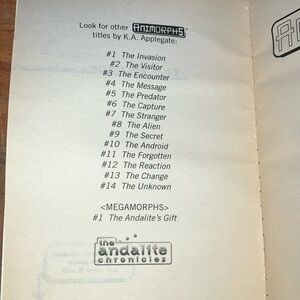 Look for other ANIMORPHS
titles by K.A. Applegate:
#1 The Invasion
#2 The Visitor
#3 The Encounter
#4 The Message
#5 The Predator
#6 The Capture
#7 The Stranger
#8 The Alien
#9 The Secret
#10 The Android
#11 The Forgotten
#12 The Reaction
#13 The Change
#14 The Unknown
<MEGAMORPHS>
#1 The Andalite's Gift
the
andalite
chronicles